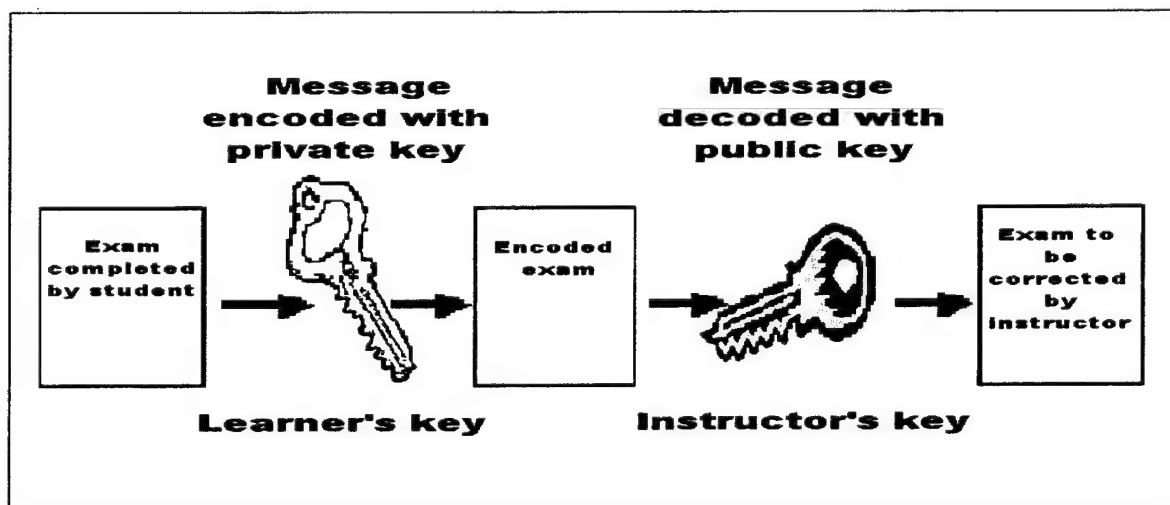 Message
encoded with
private key
Message
decoded with
public key
Exam
completed
by student
Encoded
exam
Exam to
be
corrected
by
instructor
Learner's key
Instructor's key